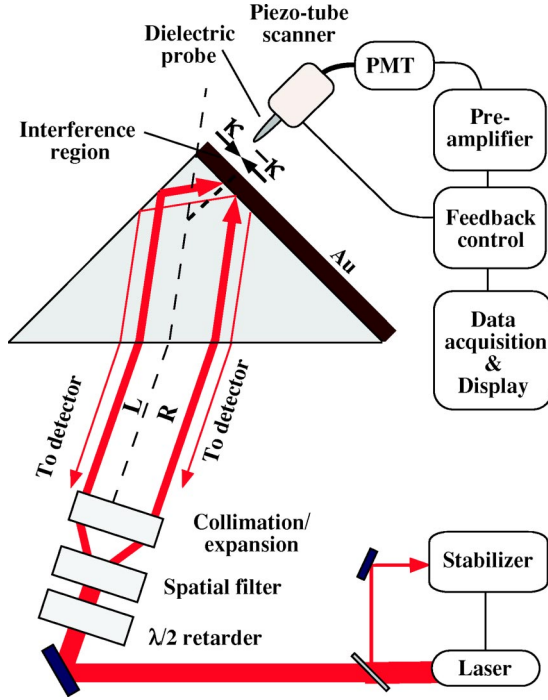 Piezo-tube
scanner
Dielectric
probe
PMT
Interference
region
Pre-
amplifier
κ
-κ
Feedback
control
Au
Data
acquisition
&
Display
L
R
To detector
To detector
Collimation/
expansion
Spatial filter
λ/2 retarder
Stabilizer
Laser